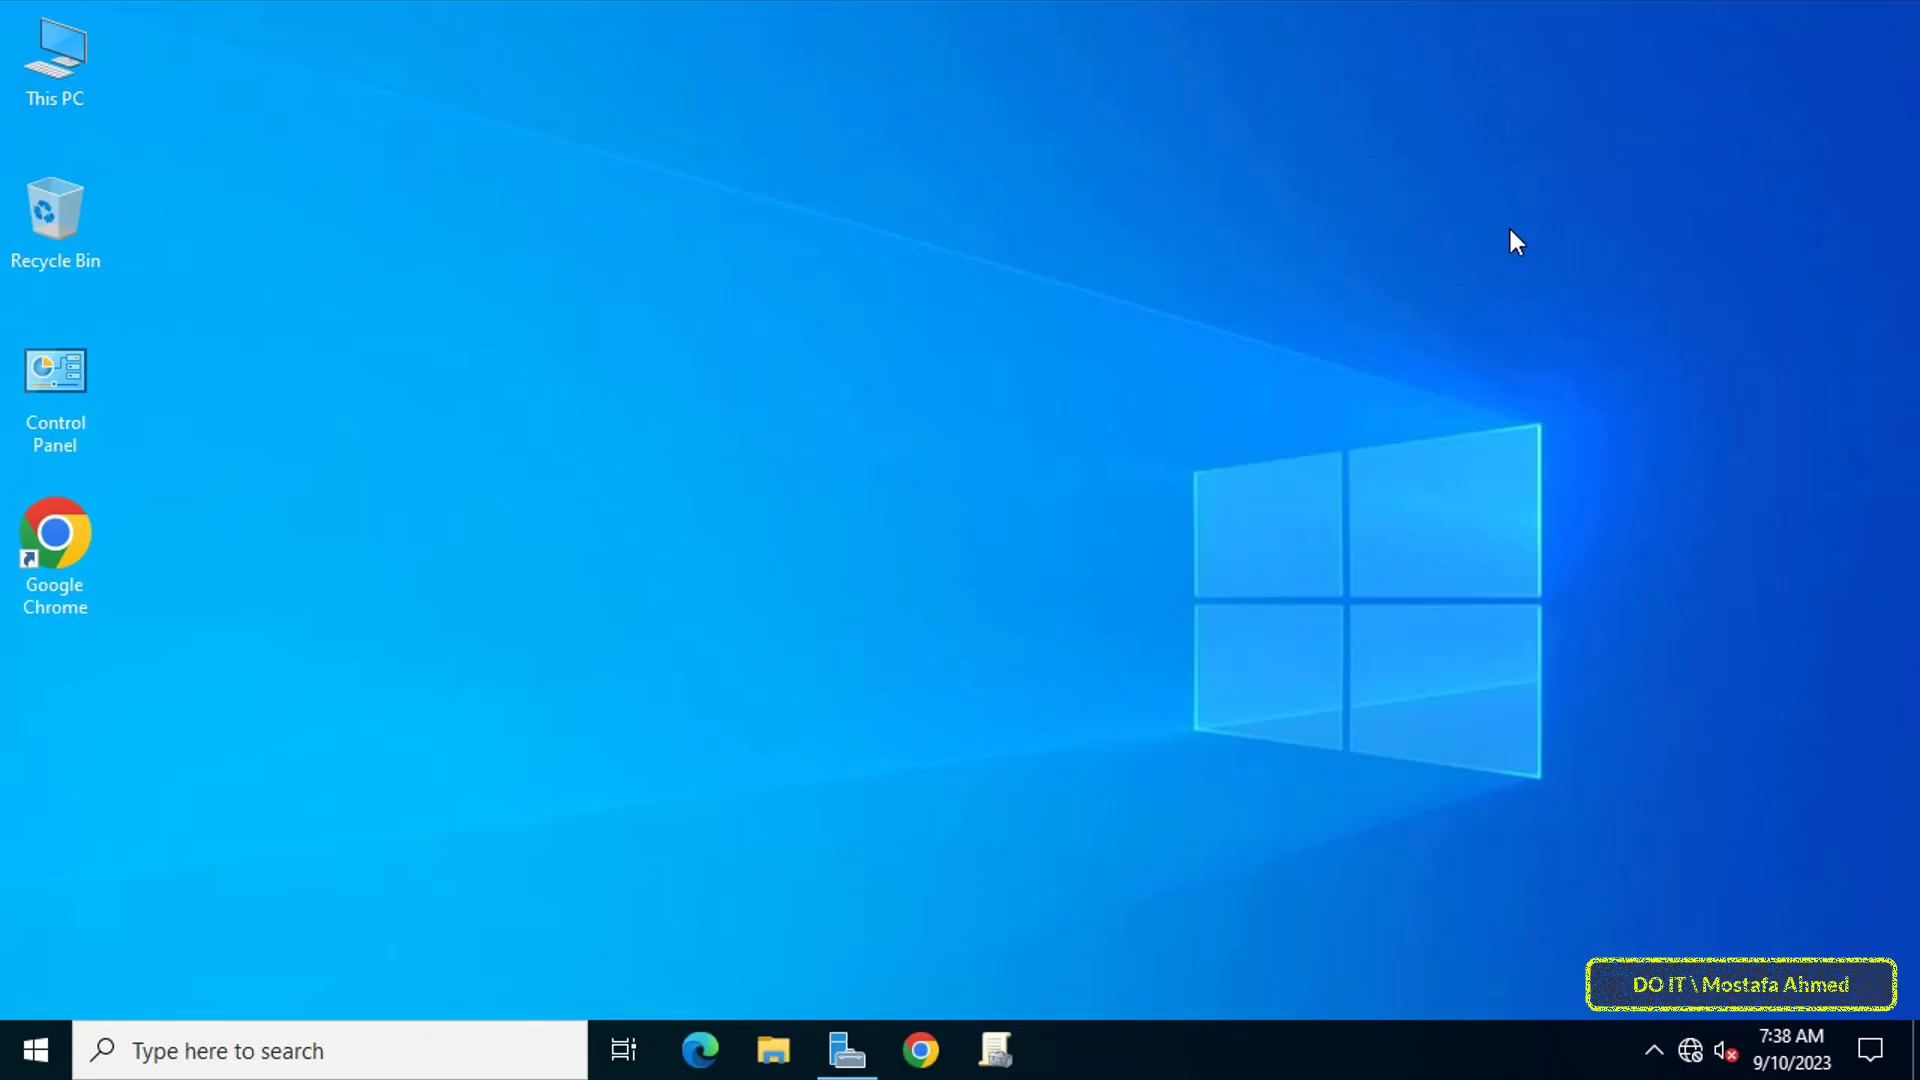 This PC
Recycle Bin
Control
Panel
Google
Chrome
DO IT \ Mostafa Ahmed
Type here to search
7:38 AM
9/10/2023